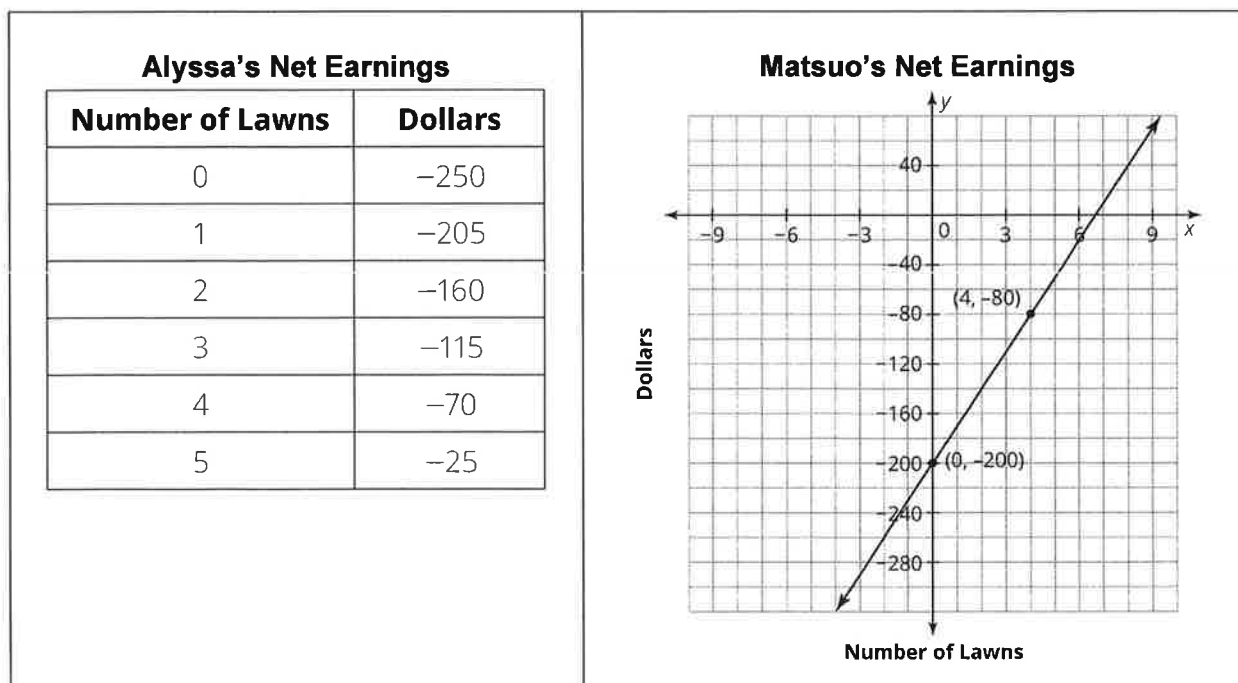 Alyssa's Net Earnings
Number of Lawns Dollars
0 −250
1 −205
2 −160
3 −115
4 −70
5 −25
Matsuo's Net Earnings
y
40
−9 −6 −3 0 3 6 9 x
−40
(4, −80)
−80
Dollars
−120
−160
−200 (0, −200)
−240
−280
Number of Lawns